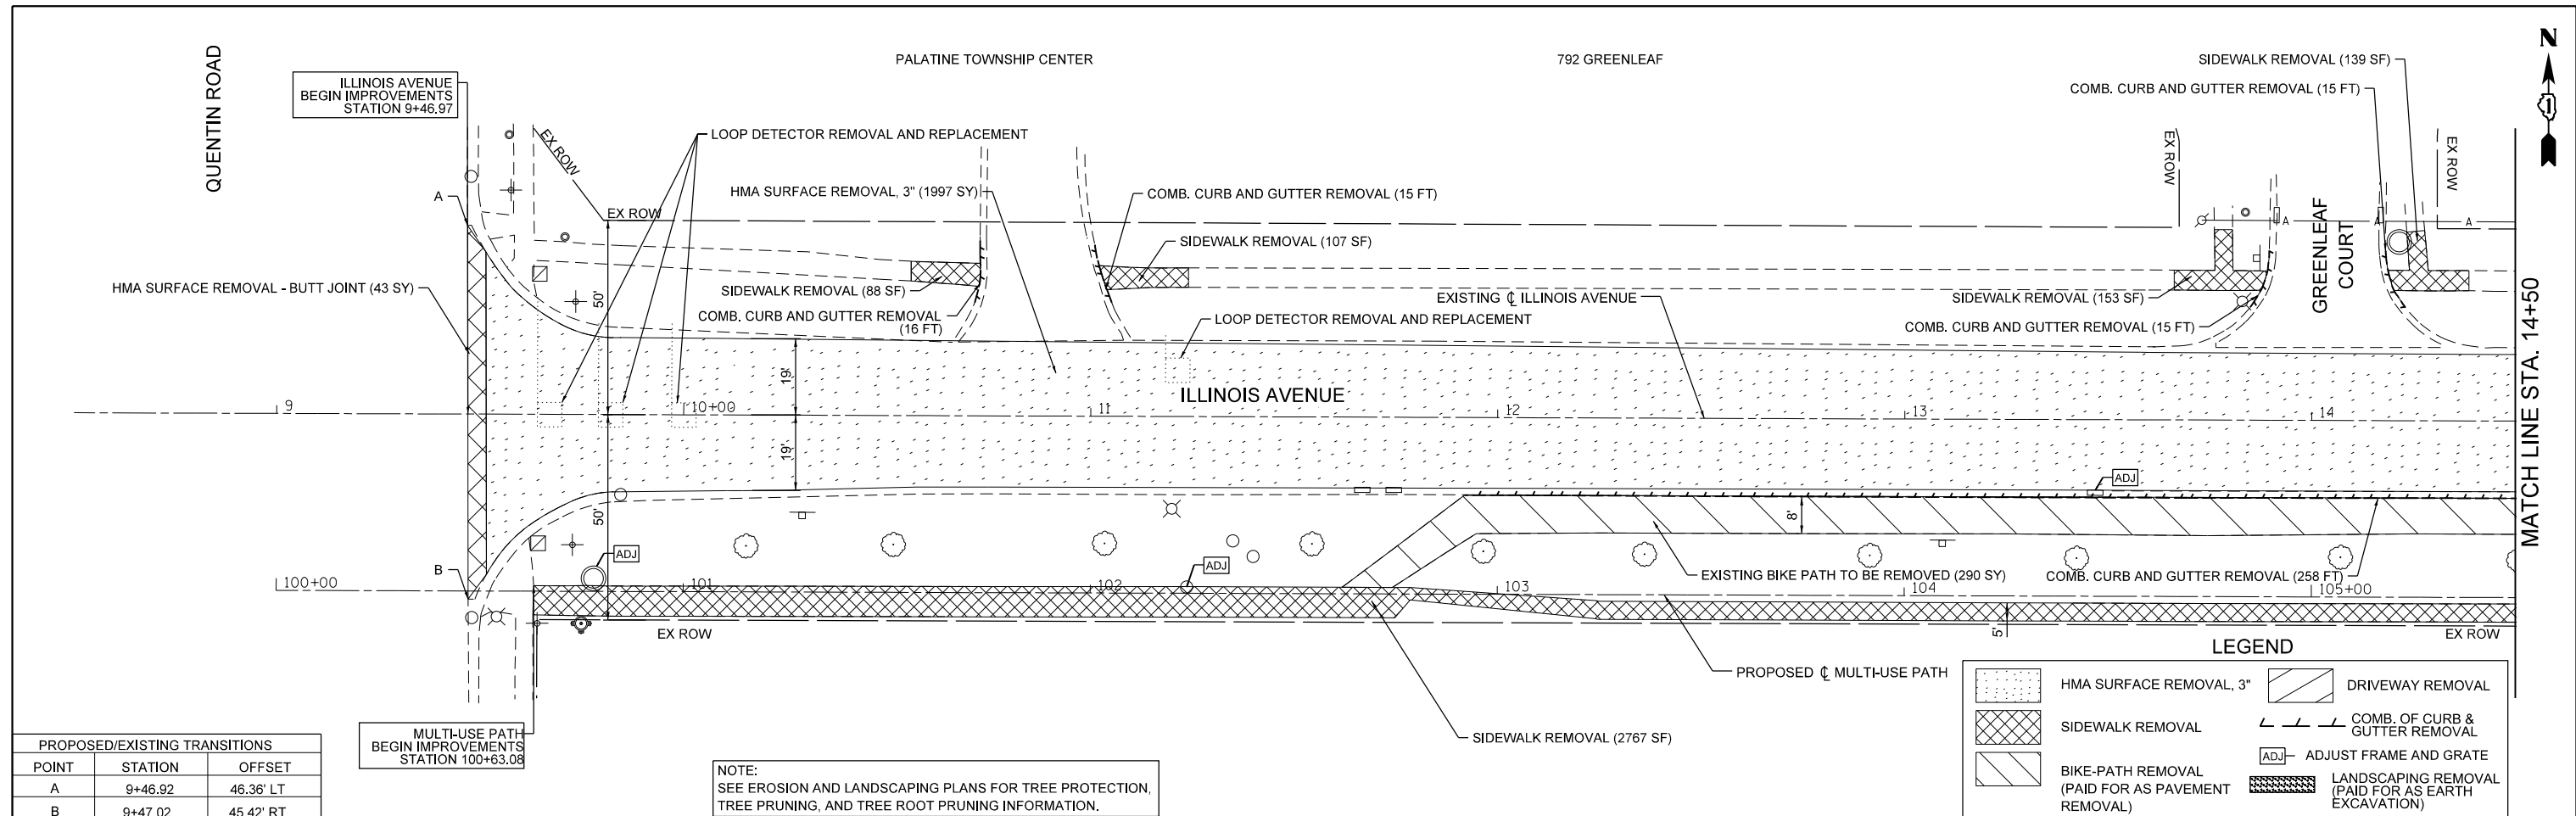 QUENTIN ROAD
ILLINOIS AVENUE
BEGIN IMPROVEMENTS
STATION 9+46.97
PALATINE TOWNSHIP CENTER
792 GREENLEAF
SIDEWALK REMOVAL (139 SF)
COMB. CURB AND GUTTER REMOVAL (15 FT)
N
1
EX ROW
LOOP DETECTOR REMOVAL AND REPLACEMENT
EX ROW
EX ROW
A
HMA SURFACE REMOVAL, 3" (1997 SY)
COMB. CURB AND GUTTER REMOVAL (15 FT)
EX ROW
A
A
A
GREENLEAF
COURT
SIDEWALK REMOVAL (107 SF)
HMA SURFACE REMOVAL - BUTT JOINT (43 SY)
50'
SIDEWALK REMOVAL (88 SF)
COMB. CURB AND GUTTER REMOVAL
(16 FT)
EXISTING ℄ ILLINOIS AVENUE
LOOP DETECTOR REMOVAL AND REPLACEMENT
SIDEWALK REMOVAL (153 SF)
COMB. CURB AND GUTTER REMOVAL (15 FT)
MATCH LINE STA. 14+50
19'
ILLINOIS AVENUE
9
10+00
11
12
13
14
19'
ADJ
50'
8'
ADJ
ADJ
B
100+00
101
102
103
104
105+00
EXISTING BIKE PATH TO BE REMOVED (290 SY)
COMB. CURB AND GUTTER REMOVAL (258 FT)
EX ROW
5'
EX ROW
PROPOSED ℄ MULTI-USE PATH
SIDEWALK REMOVAL (2767 SF)
MULTI-USE PATH
BEGIN IMPROVEMENTS
STATION 100+63.08
PROPOSED/EXISTING TRANSITIONS
POINT STATION OFFSET
A 9+46.92 46.36' LT
B 9+47.02 45.42' RT
NOTE:
SEE EROSION AND LANDSCAPING PLANS FOR TREE PROTECTION,
TREE PRUNING, AND TREE ROOT PRUNING INFORMATION.
LEGEND
HMA SURFACE REMOVAL, 3"
SIDEWALK REMOVAL
BIKE-PATH REMOVAL
(PAID FOR AS PAVEMENT
REMOVAL)
DRIVEWAY REMOVAL
COMB. OF CURB &
GUTTER REMOVAL
ADJ
ADJUST FRAME AND GRATE
LANDSCAPING REMOVAL
(PAID FOR AS EARTH
EXCAVATION)